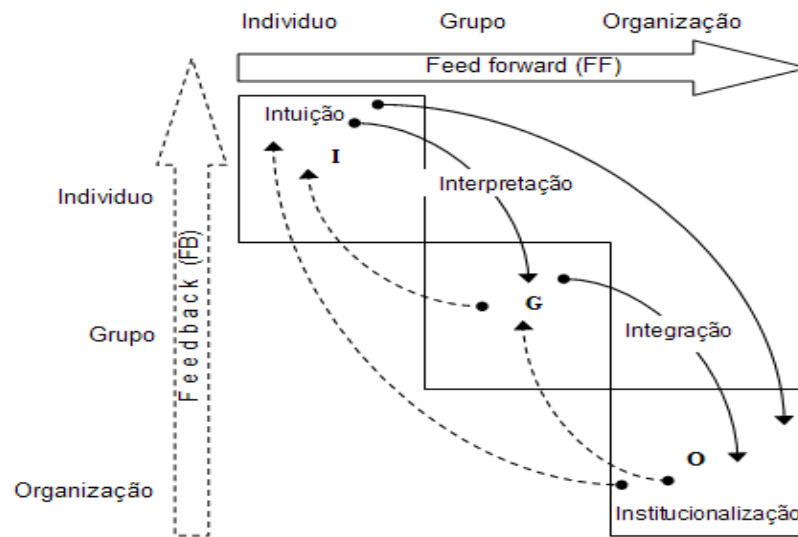 Individuo Grupo Organização
Feed forward (FF)
Intuição
I
Interpretação
Individuo
Feedback (FB)
G
Grupo
Integração
O
Organização
Institucionalização